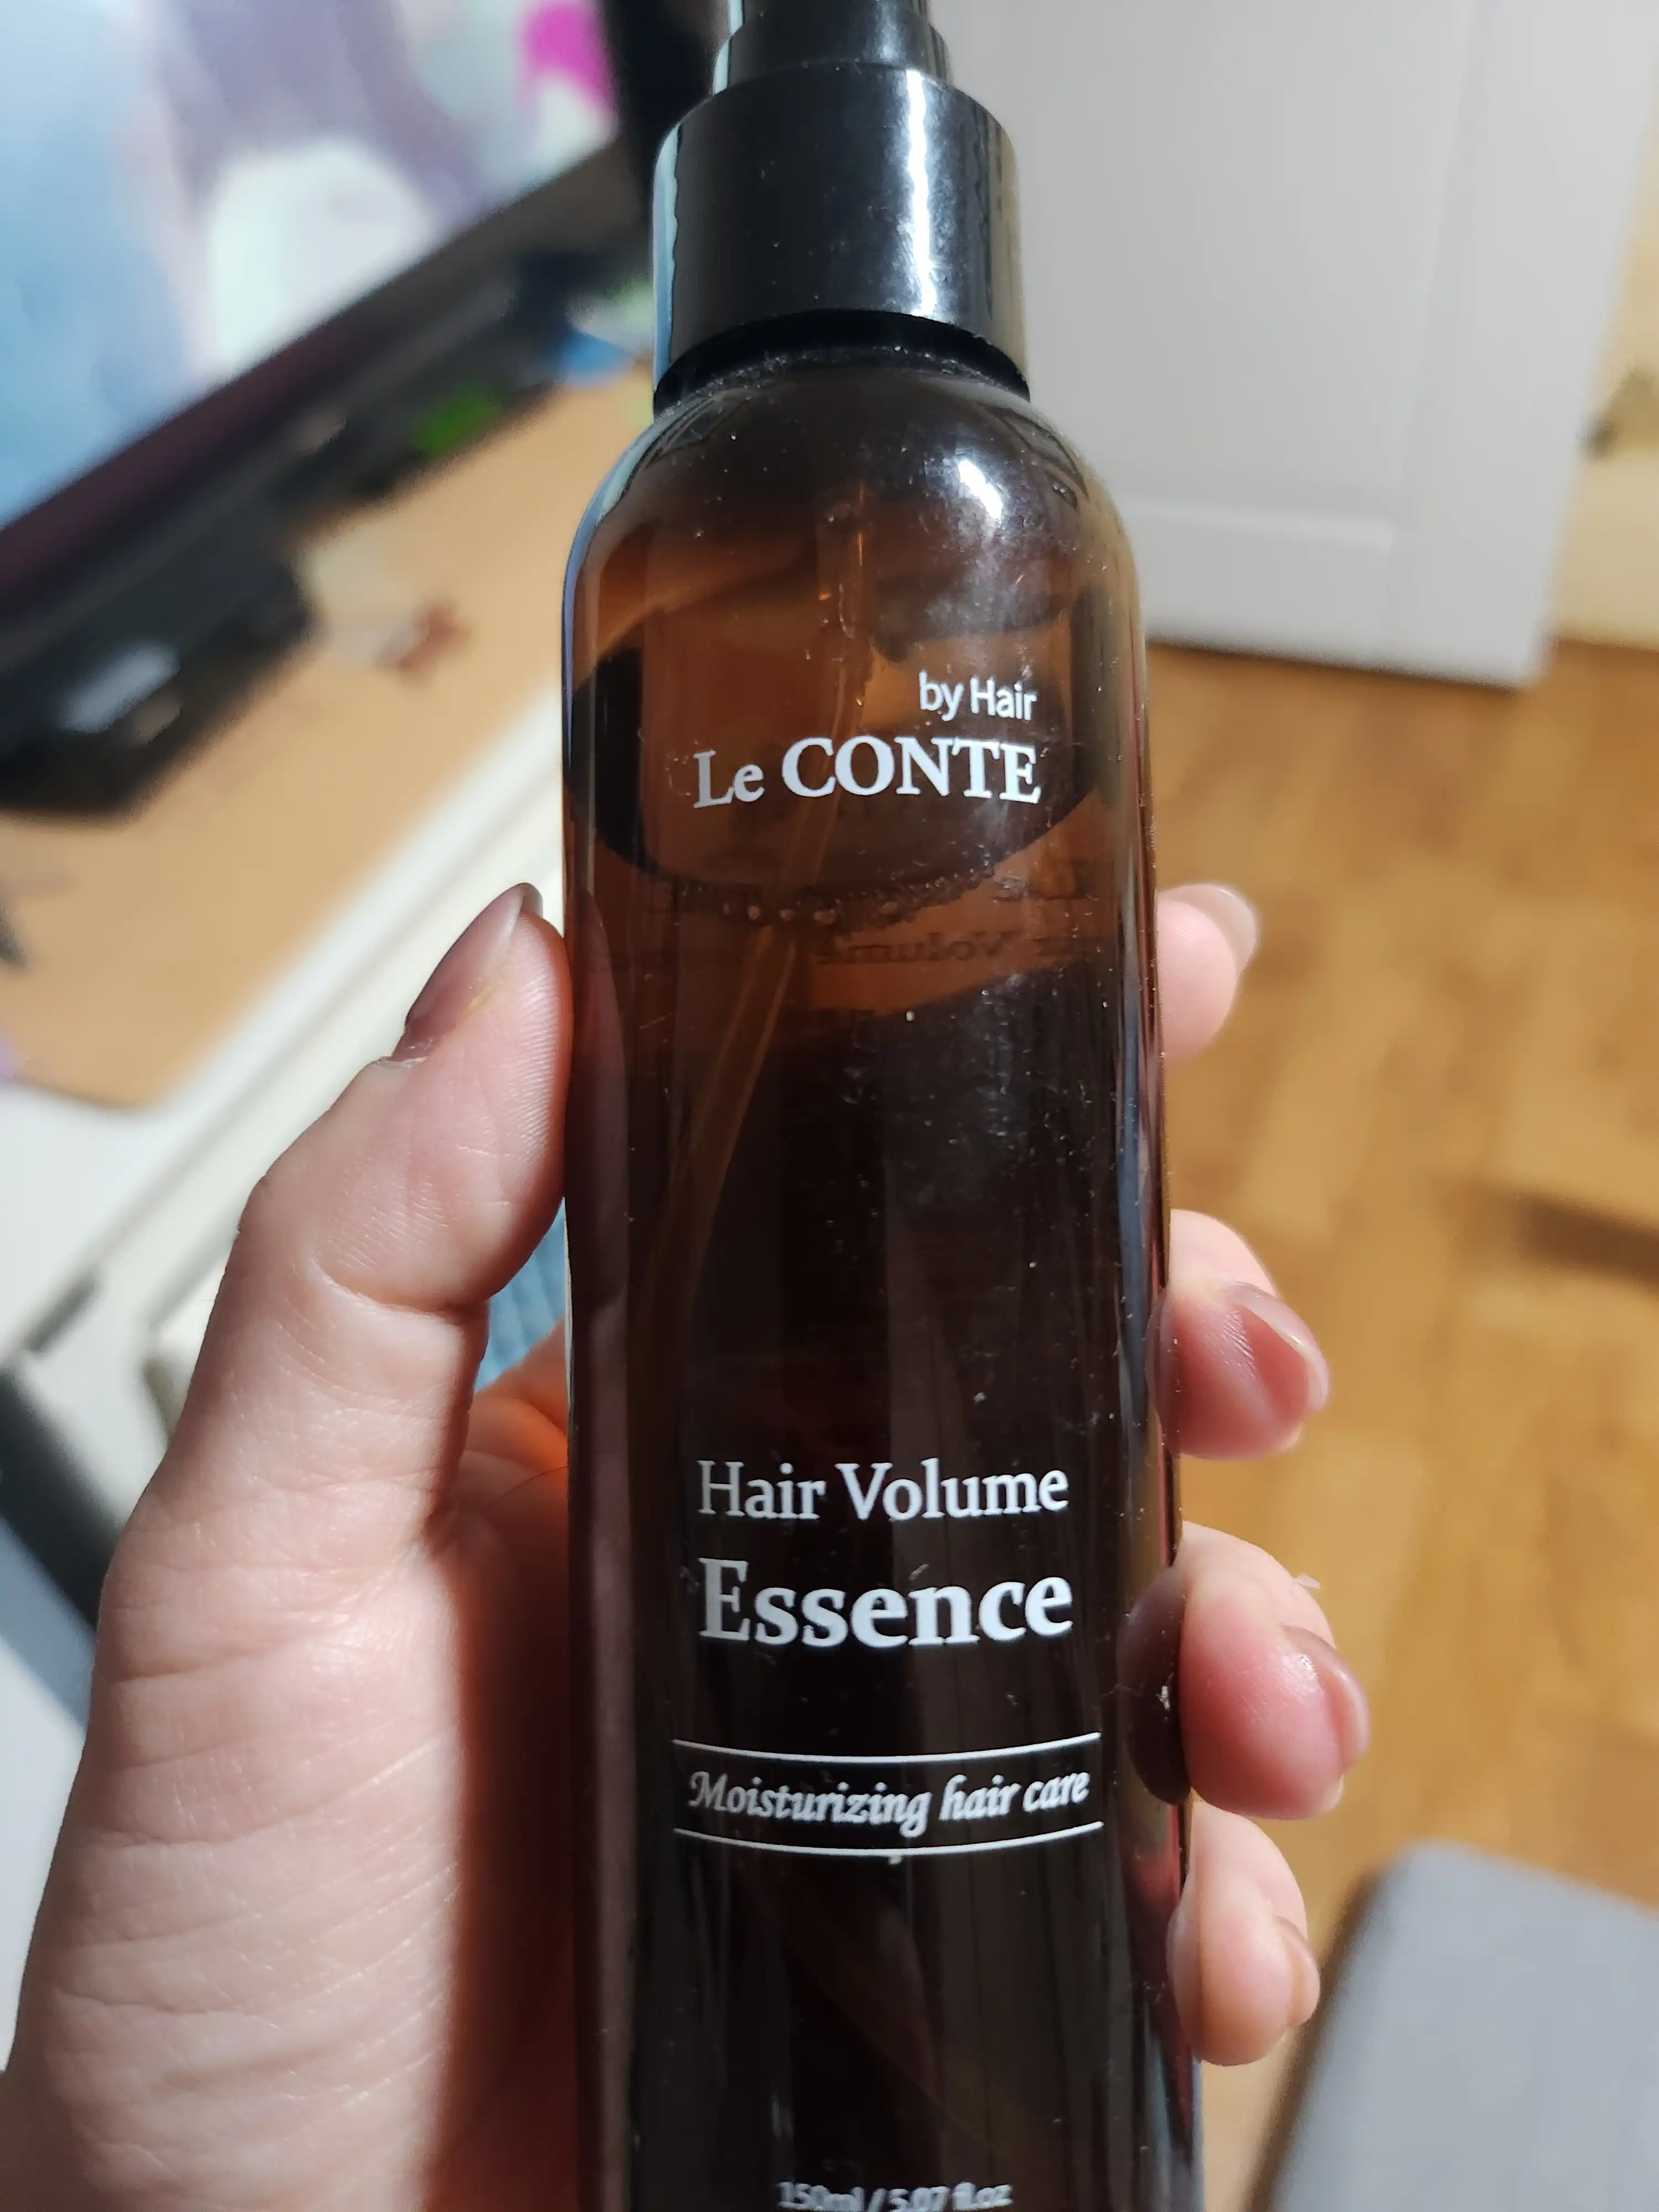 by Hair
Le CONTE
Hair Volume
Essence
Moisturizing hair care
150ml / 5.07 fl.oz